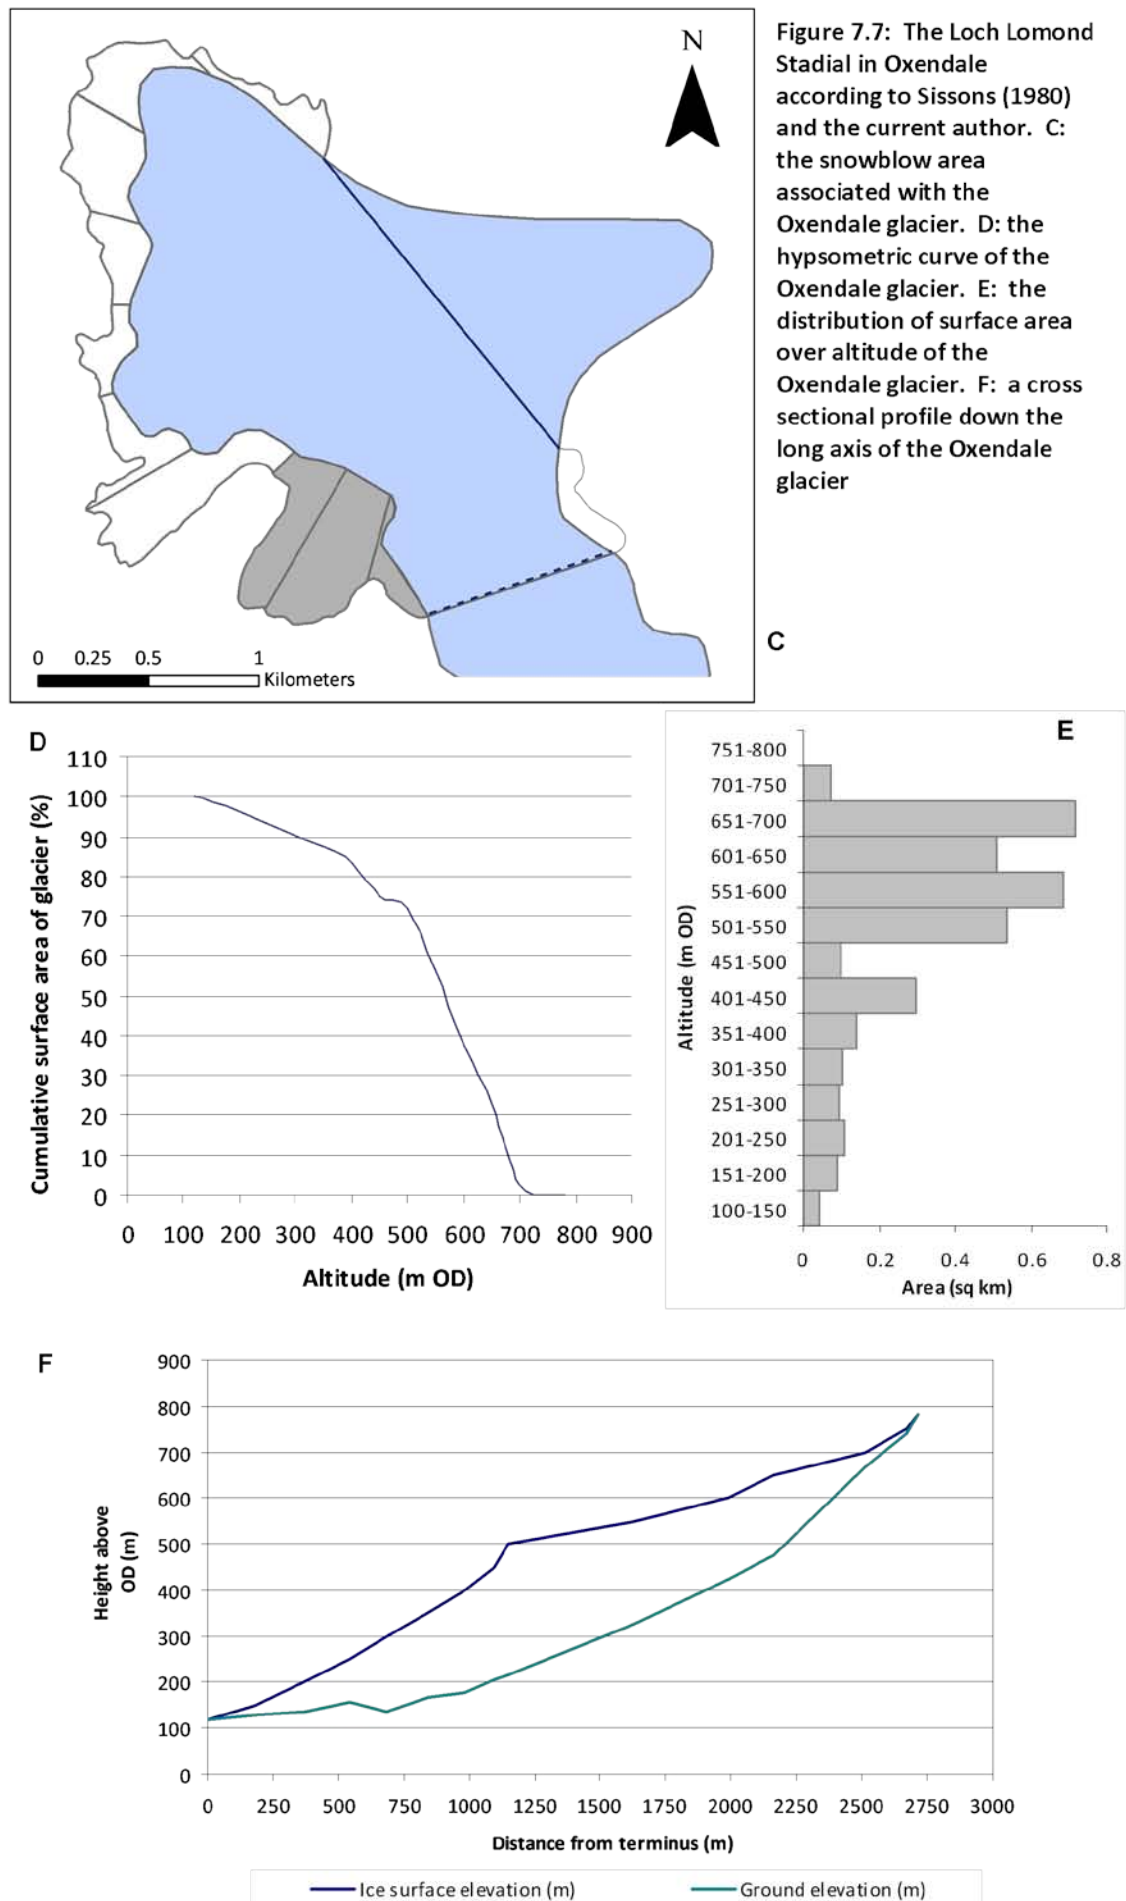 N
0 0.25 0.5 1
Kilometers
Figure 7.7: The Loch Lomond
Stadial in Oxendale
according to Sissons (1980)
and the current author. C:
the snowblow area
associated with the
Oxendale glacier. D: the
hypsometric curve of the
Oxendale glacier. E: the
distribution of surface area
over altitude of the
Oxendale glacier. F: a cross
sectional profile down the
long axis of the Oxendale
glacier
C
D
Cumulative surface area of glacier (%)
110
100
90
80
70
60
50
40
30
20
10
0
0 100 200 300 400 500 600 700 800 900
Altitude (m OD)
E
Altitude (m OD)
751-800
701-750
651-700
601-650
551-600
501-550
451-500
401-450
351-400
301-350
251-300
201-250
151-200
100-150
0 0.2 0.4 0.6 0.8
Area (sq km)
F
Height above
OD (m)
900
800
700
600
500
400
300
200
100
0
0 250 500 750 1000 1250 1500 1750 2000 2250 2500 2750 3000
Distance from terminus (m)
Ice surface elevation (m) Ground elevation (m)